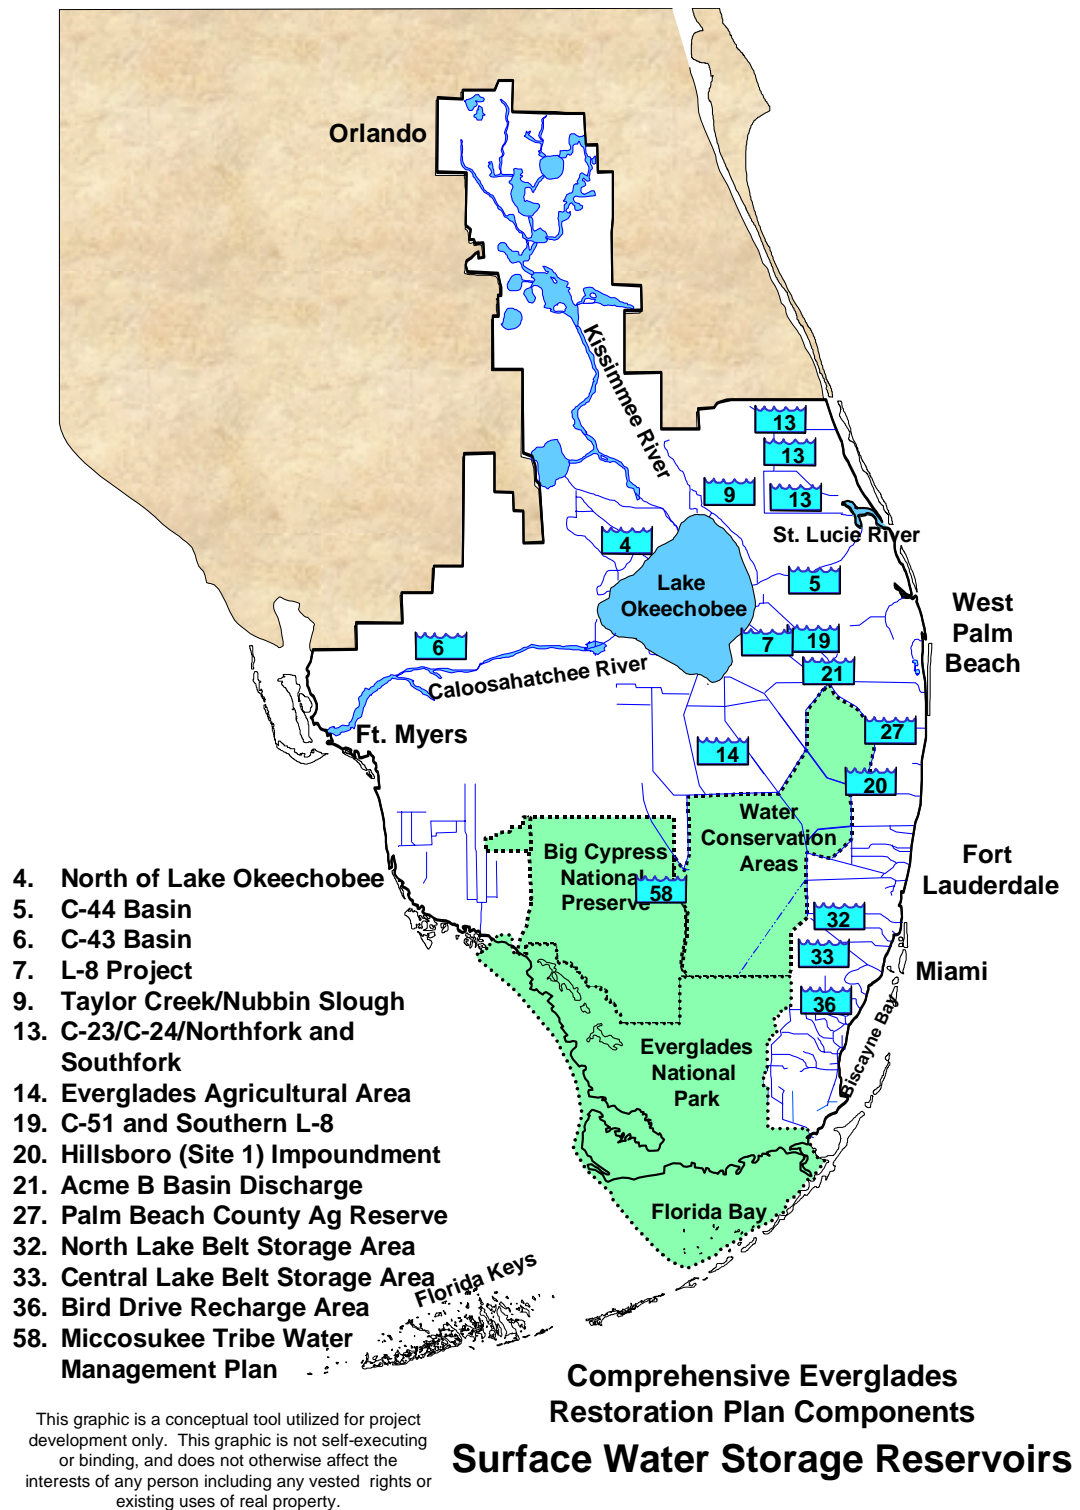 Orlando
Kissimmee River
13
13
9
13
St. Lucie River
4
Lake
Okeechobee
5
West
Palm
Beach
6
7
19
21
Caloosahatchee River
Ft. Myers
27
14
20
Water
Conservation
Areas
Big Cypress
National
Preserve
58
Fort
Lauderdale
32
33
Miami
36
Biscayne Bay
Everglades
National
Park
Florida Bay
Florida Keys
4. North of Lake Okeechobee
5. C-44 Basin
6. C-43 Basin
7. L-8 Project
9. Taylor Creek/Nubbin Slough
13. C-23/C-24/Northfork and
Southfork
14. Everglades Agricultural Area
19. C-51 and Southern L-8
20. Hillsboro (Site 1) Impoundment
21. Acme B Basin Discharge
27. Palm Beach County Ag Reserve
32. North Lake Belt Storage Area
33. Central Lake Belt Storage Area
36. Bird Drive Recharge Area
58. Miccosukee Tribe Water
Management Plan
This graphic is a conceptual tool utilized for project
development only. This graphic is not self-executing
or binding, and does not otherwise affect the
interests of any person including any vested rights or
existing uses of real property.
Comprehensive Everglades
Restoration Plan Components
Surface Water Storage Reservoirs